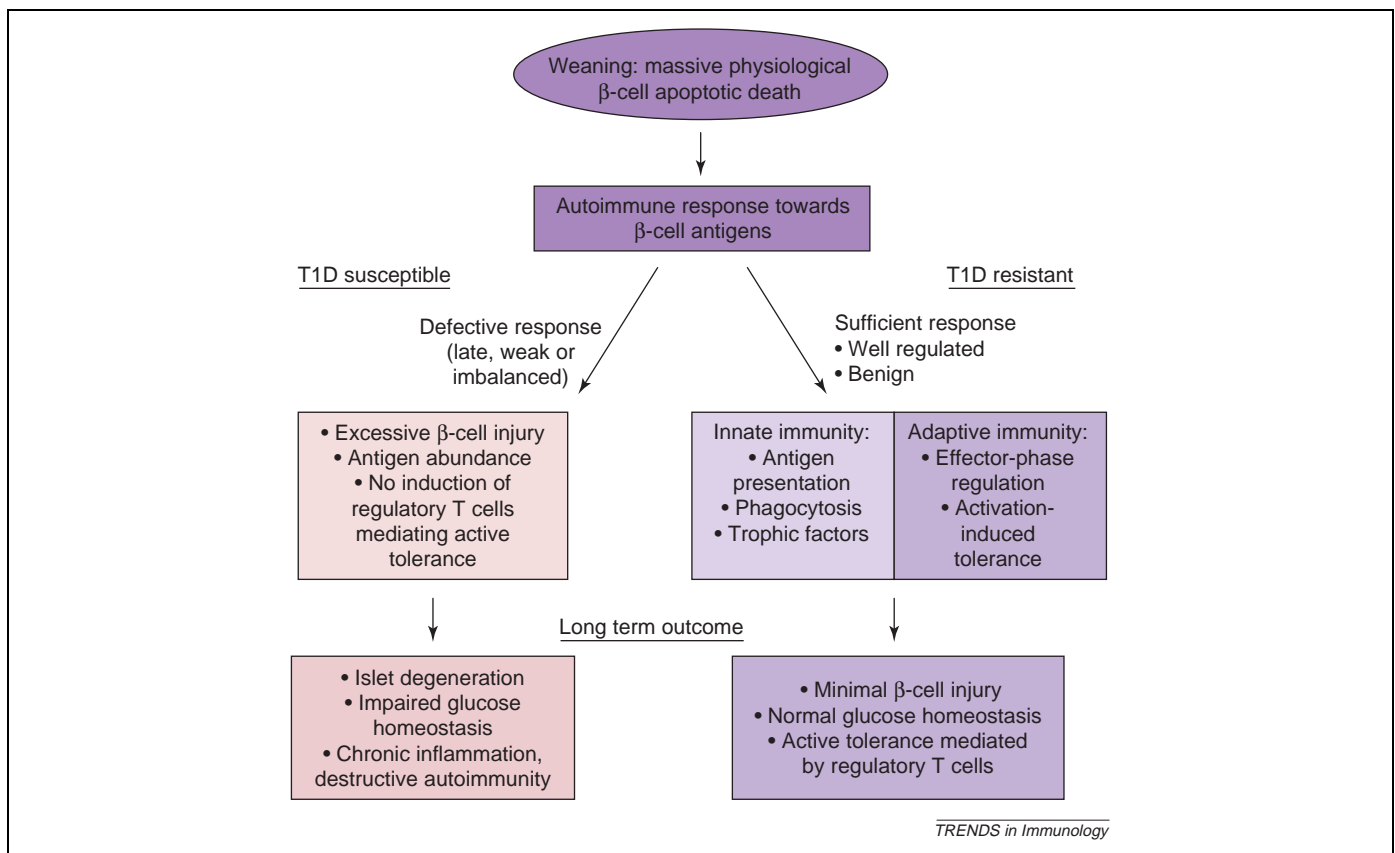 Weaning: massive physiological
β-cell apoptotic death
Autoimmune response towards
β-cell antigens
T1D susceptible
T1D resistant
Defective response
(late, weak or
imbalanced)
Sufficient response
• Well regulated
• Benign
• Excessive β-cell injury
• Antigen abundance
• No induction of
regulatory T cells
mediating active
tolerance
Innate immunity:
• Antigen
presentation
• Phagocytosis
• Trophic factors
Adaptive immunity:
• Effector-phase
regulation
• Activation-
induced
tolerance
Long term outcome
• Islet degeneration
• Impaired glucose
homeostasis
• Chronic inflammation,
destructive autoimmunity
• Minimal β-cell injury
• Normal glucose homeostasis
• Active tolerance mediated
by regulatory T cells
TRENDS in Immunology